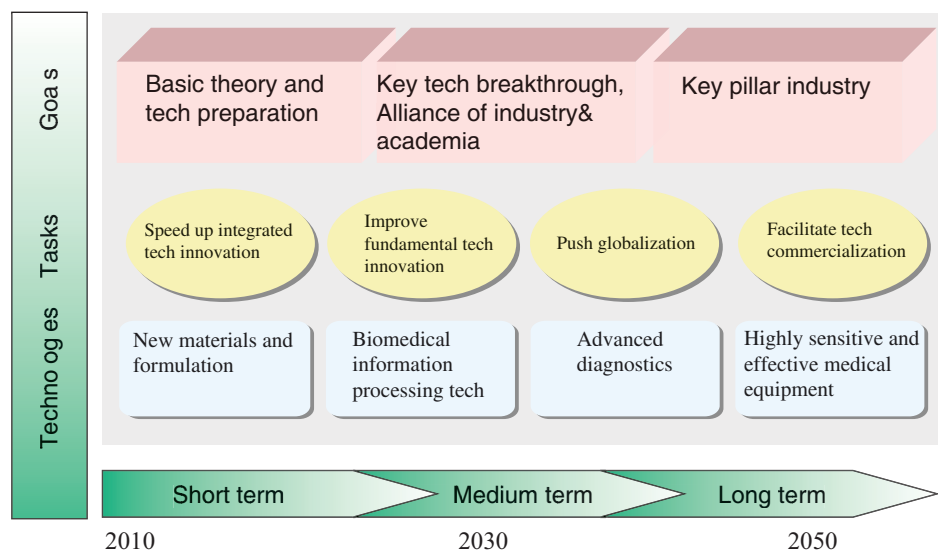 Goa s
Basic theory and
tech preparation
Key tech breakthrough,
Alliance of industry&
academia
Key pillar industry
Tasks
Speed up integrated
tech innovation
Improve
fundamental tech
innovation
Push globalization
Facilitate tech
commercialization
Techno og es
New materials and
formulation
Biomedical
information
processing tech
Advanced
diagnostics
Highly sensitive and
effective medical
equipment
Short term
Medium term
Long term
2010
2030
2050